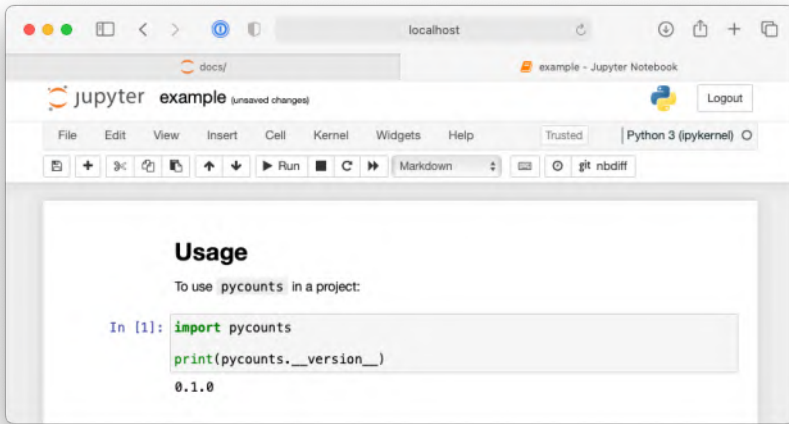 localhost
docs/
example - Jupyter Notebook
jupyter example (unsaved changes)
Logout
File Edit View Insert Cell Kernel Widgets Help Trusted Python 3 (ipykernel)
Run Markdown git nbdiff
Usage
To use pycounts in a project:
In [1]: import pycounts
print(pycounts.__version__)
0.1.0